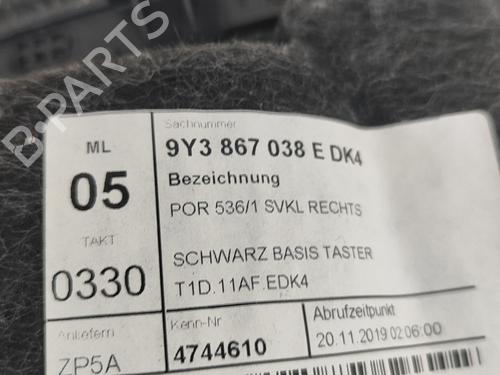 B-PARTS
Sachnummer
ML
9Y3 867 038 E DK4
05
Bezeichnung
POR 536/1 SVKL RECHTS
TAKT
SCHWARZ BASIS TASTER
0330
T1D.11AF.EDK4
Anliefern
Kenn-Nr
Abrufzeitpunkt
ZP5A
4744610
20.11.2019 02:06:00